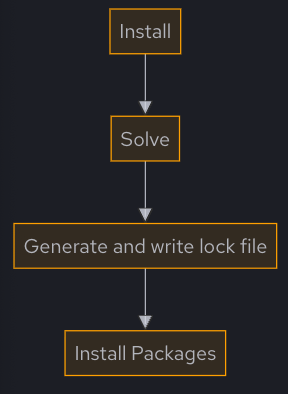 Install
Solve
Generate and write lock file
Install Packages